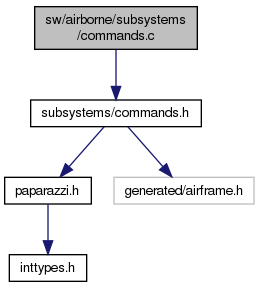 sw/airborne/subsystems
/commands.c
subsystems/commands.h
paparazzi.h
generated/airframe.h
inttypes.h